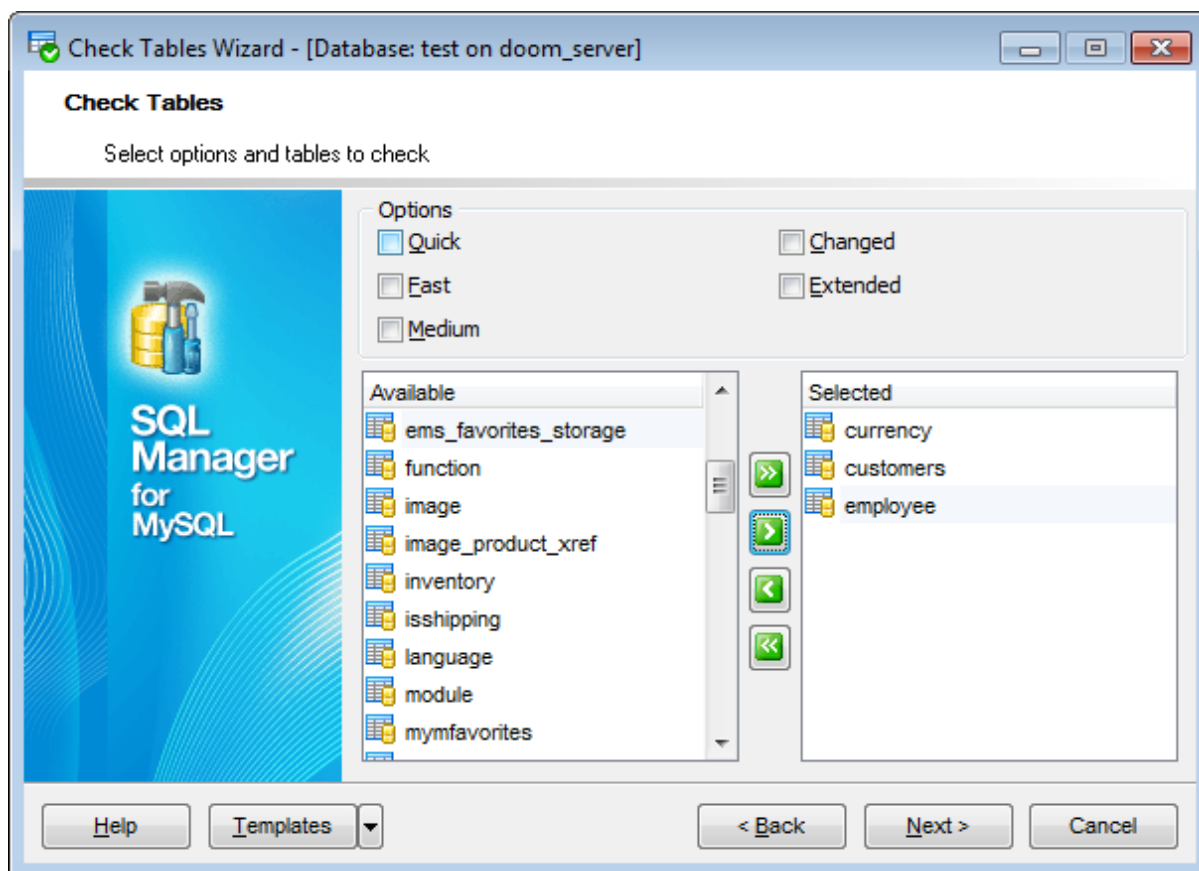 Check Tables Wizard - [Database: test on doom_server]
Check Tables
Select options and tables to check
SQL
Manager
for
MySQL
Options
Quick
Changed
Fast
Extended
Medium
Available
ems_favorites_storage
function
image
image_product_xref
inventory
isshipping
language
module
mymfavorites
Selected
currency
customers
employee
Help
Templates
< Back
Next >
Cancel